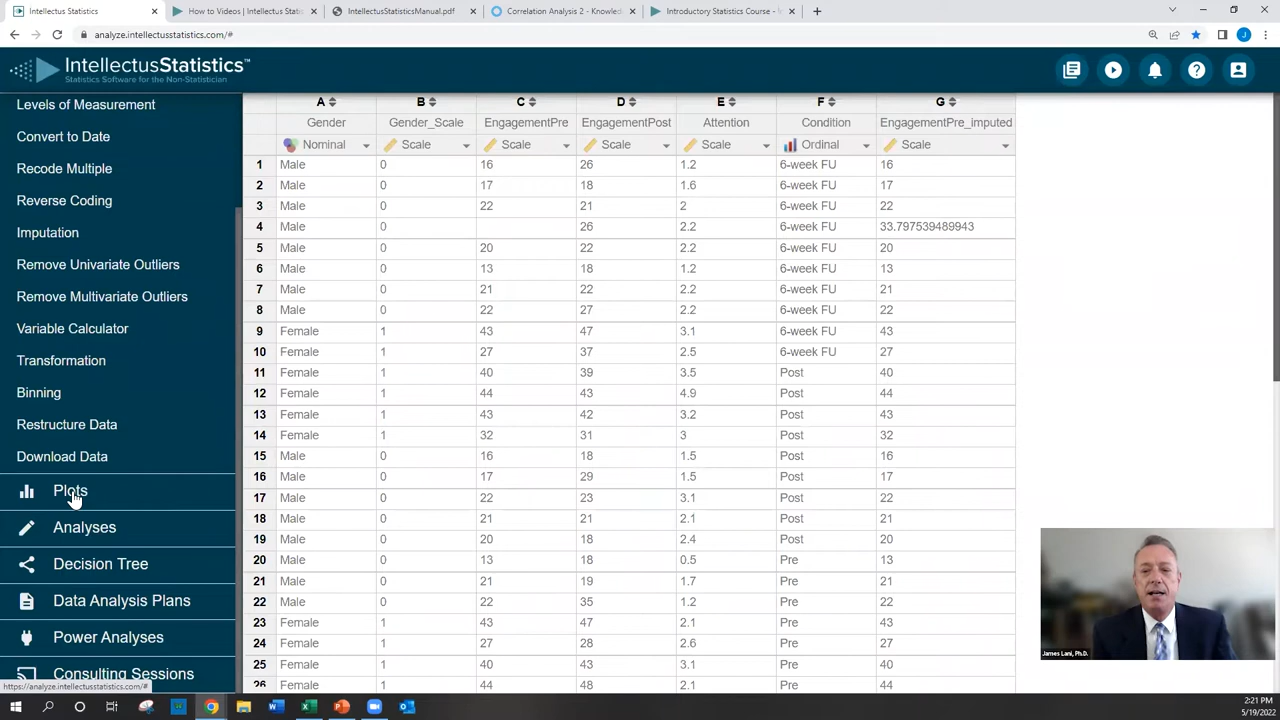 Intellectus Statistics
How to Videos | Intellectus Statis
IntellectusStatisticsManual.pdf
Correlation Analysis 2 - Knowled
Introductory Statistics Course - I
analyze.intellectusstatistics.com/#
IntellectusStatistics™
Statistics Software for the Non-Statistician
Levels of Measurement
Convert to Date
Recode Multiple
Reverse Coding
Imputation
Remove Univariate Outliers
Remove Multivariate Outliers
Variable Calculator
Transformation
Binning
Restructure Data
Download Data
Plots
Analyses
Decision Tree
Data Analysis Plans
Power Analyses
Consulting Sessions
https://analyze.intellectusstatistics.com/#
A B C D E F G
Gender Gender_Scale EngagementPre EngagementPost Attention Condition EngagementPre_imputed
Nominal Scale Scale Scale Scale Ordinal Scale
1 Male 0 16 26 1.2 6-week FU 16
2 Male 0 17 18 1.6 6-week FU 17
3 Male 0 22 21 2 6-week FU 22
4 Male 0 26 2.2 6-week FU 33.797539489943
5 Male 0 20 22 2.2 6-week FU 20
6 Male 0 13 18 1.2 6-week FU 13
7 Male 0 21 22 2.2 6-week FU 21
8 Male 0 22 27 2.2 6-week FU 22
9 Female 1 43 47 3.1 6-week FU 43
10 Female 1 27 37 2.5 6-week FU 27
11 Female 1 40 39 3.5 Post 40
12 Female 1 44 43 4.9 Post 44
13 Female 1 43 42 3.2 Post 43
14 Female 1 32 31 3 Post 32
15 Male 0 16 18 1.5 Post 16
16 Male 0 17 29 1.5 Post 17
17 Male 0 22 23 3.1 Post 22
18 Male 0 21 21 2.1 Post 21
19 Male 0 20 18 2.4 Post 20
20 Male 0 13 18 0.5 Pre 13
21 Male 0 21 19 1.7 Pre 21
22 Male 0 22 35 1.2 Pre 22
23 Female 1 43 47 2.1 Pre 43
24 Female 1 27 28 2.6 Pre 27
25 Female 1 40 43 3.1 Pre 40
26 Female 1 44 48 2.1 Pre 44
James Lani, Ph.D.
2:21 PM
5/19/2022